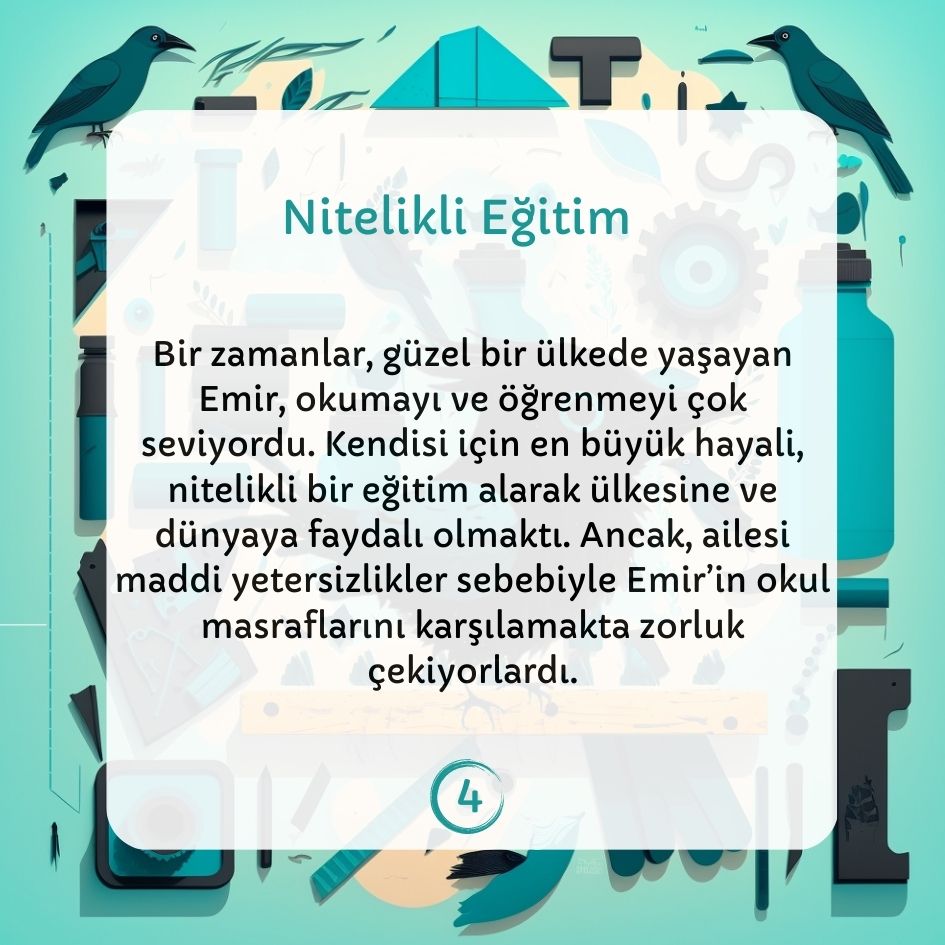 Nitelikli Eğitim
Bir zamanlar, güzel bir ülkede yaşayan
Emir, okumayı ve öğrenmeyi çok
seviyordu. Kendisi için en büyük hayali,
nitelikli bir eğitim alarak ülkesine ve
dünyaya faydalı olmaktı. Ancak, ailesi
maddi yetersizlikler sebebiyle Emir’in okul
masraflarını karşılamakta zorluk
çekiyorlardı.
4